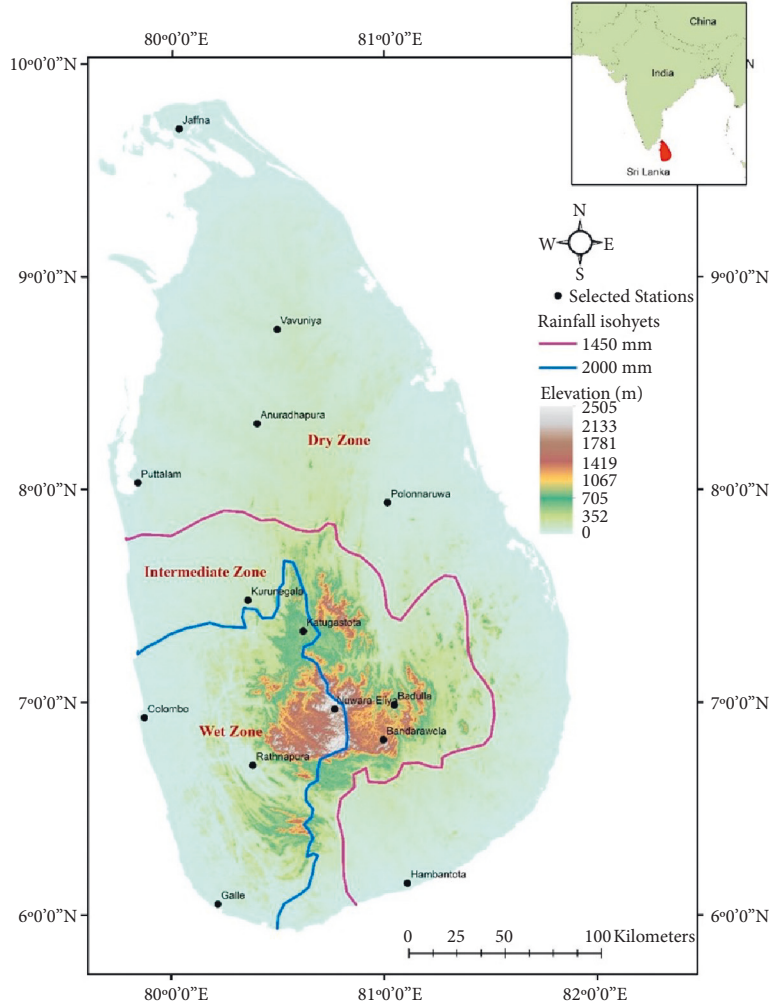 80°0′0″E
81°0′0″E
China
India
N
Sri Lanka
10°0′0″N
Jaffna
N
W E
S
9°0′0″N
9°0′0″N
Selected Stations
Rainfall isohyets
1450 mm
2000 mm
Elevation (m)
2505
2133
1781
1419
1067
705
352
0
Vavuniya
Anuradhapura
Dry Zone
Puttalam
8°0′0″N
8°0′0″N
Polonnaruwa
Intermediate Zone
Kurunegala
Katugastota
7°0′0″N
7°0′0″N
Nuwara Eliya
Badulla
Colombo
Wet Zone
Bandarawela
Rathnapura
Hambantota
Galle
6°0′0″N
6°0′0″N
0 25 50 100 Kilometers
80°0′0″E
81°0′0″E
82°0′0″E